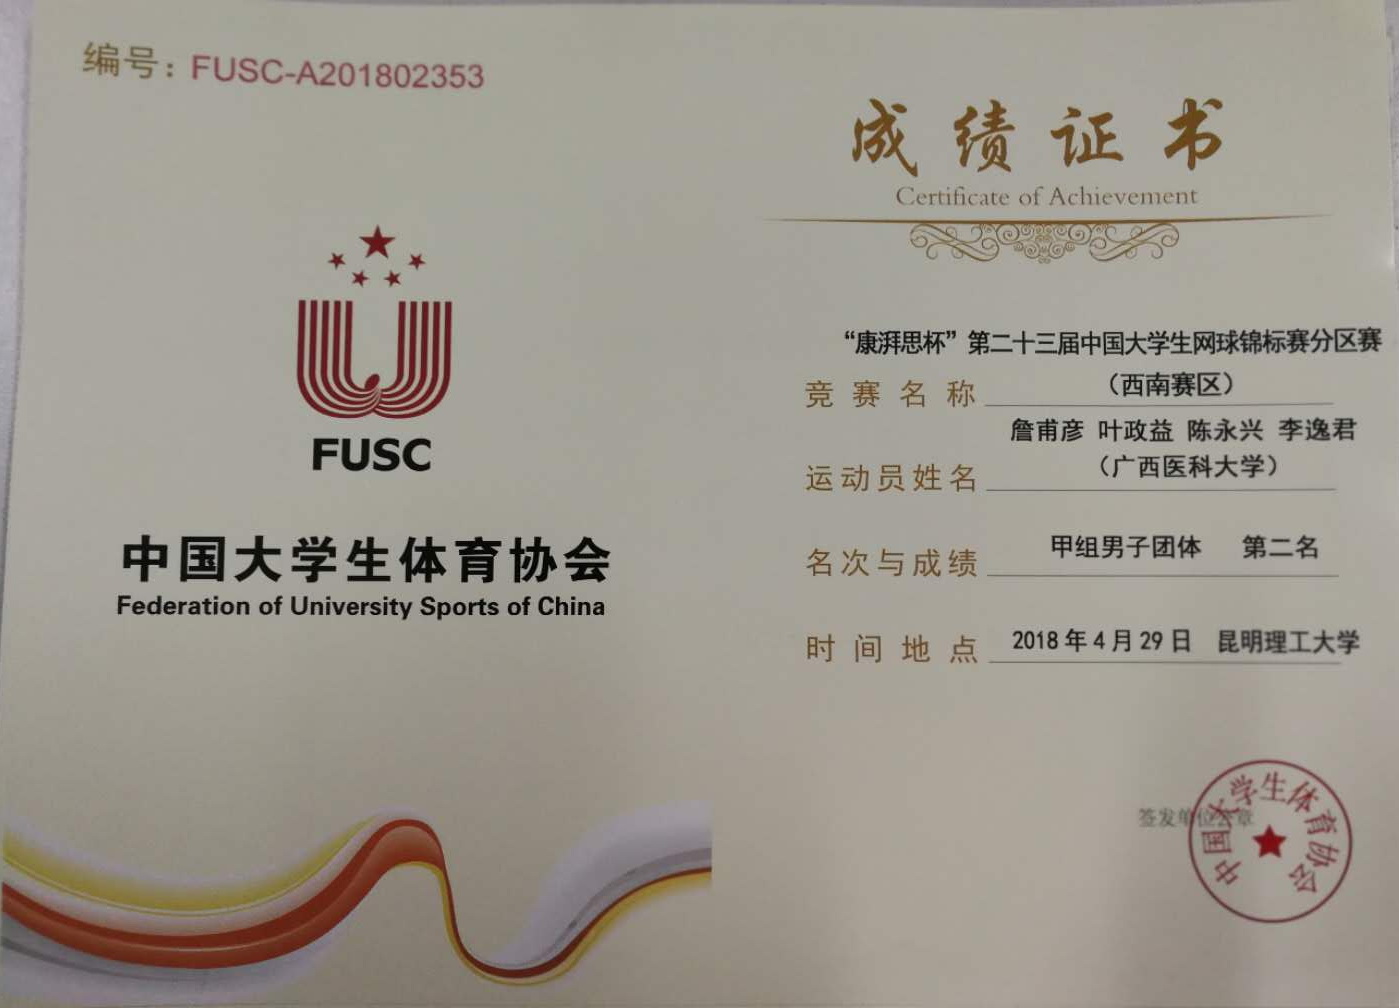 编号：FUSC-A201802353
FUSC
中国大学生体育协会
Federation of University Sports of China
成绩证书
Certificate of Achievement
“康湃思杯”第二十三届中国大学生网球锦标赛分区赛
竞赛名称 （西南赛区）
詹甫彦 叶政益 陈永兴 李逸君
运动员姓名 （广西医科大学）
名次与成绩 甲组男子团体 第二名
时间地点 2018年4月29日 昆明理工大学
签发单位公章
中国大学生体育协会